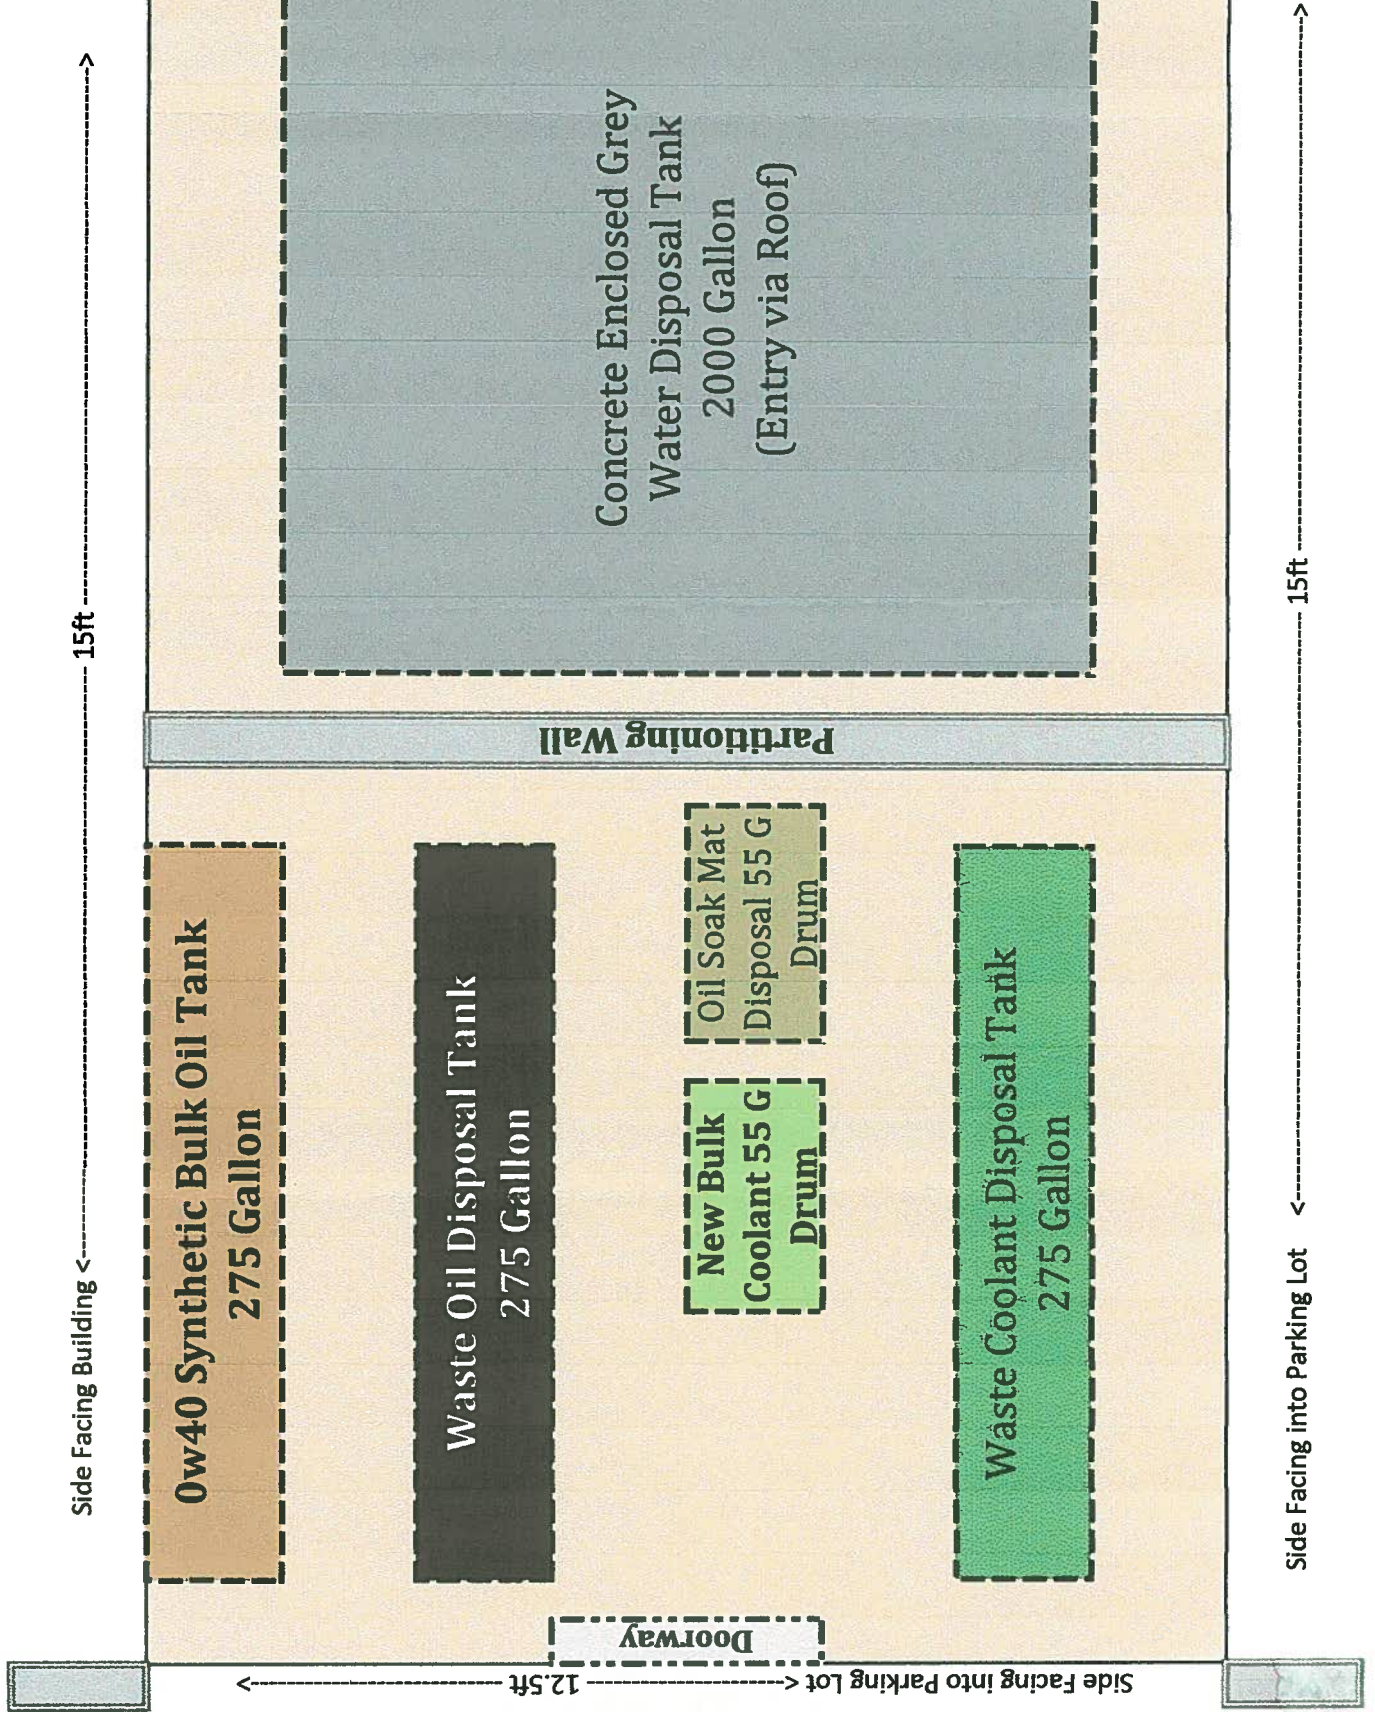 Side Facing Building <------------- 15ft ------------->
0w40 Synthetic Bulk Oil Tank
275 Gallon
Waste Oil Disposal Tank
275 Gallon
New Bulk
Coolant 55 G
Drum
Oil Soak Mat
Disposal 55 G
Drum
Waste Coolant Disposal Tank
275 Gallon
Partitioning Wall
Concrete Enclosed Grey
Water Disposal Tank
2000 Gallon
(Entry via Roof)
Doorway
Side Facing into Parking Lot <------------- 12.5ft ------------->
Side Facing into Parking Lot <------------- 15ft ------------->